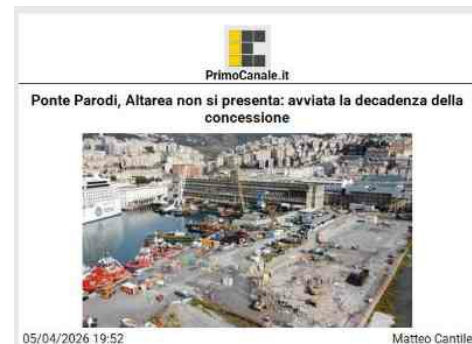 PrimoCanale.it
Ponte Parodi, Altarea non si presenta: avviata la decadenza della
concessione
05/04/2026 19:52
Matteo Cantile